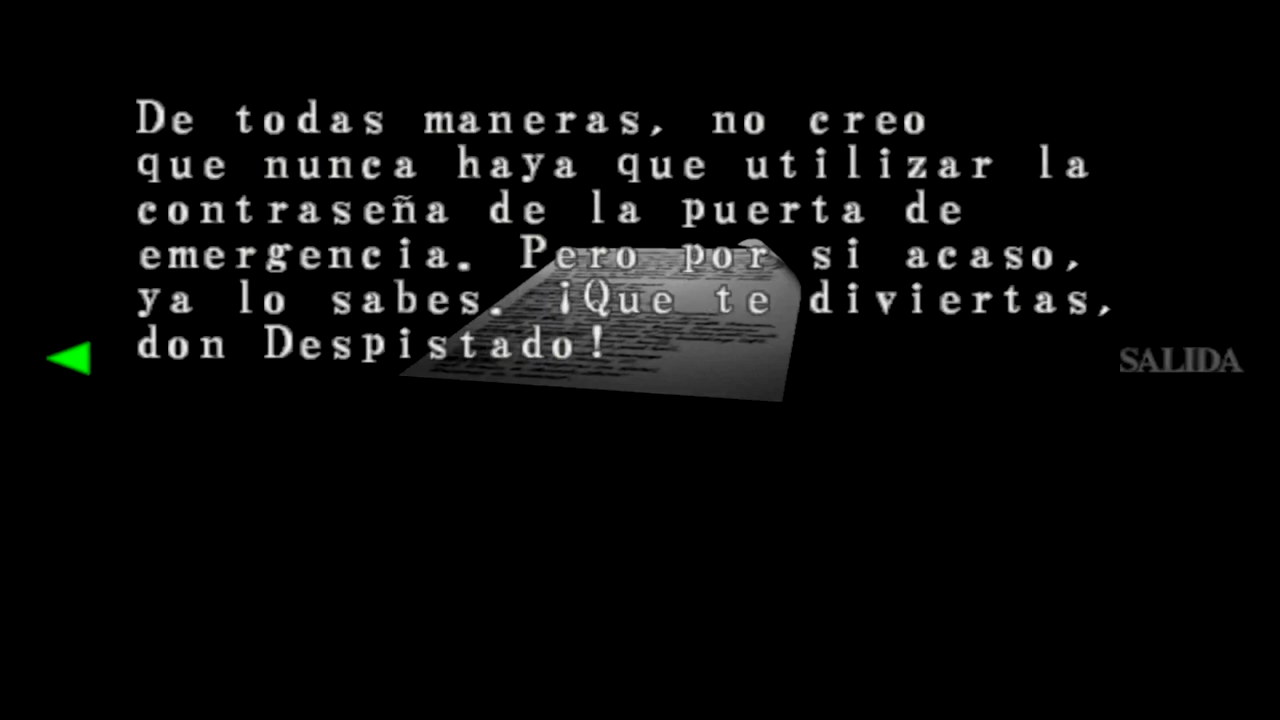 De todas maneras, no creo
que nunca haya que utilizar la
contraseña de la puerta de
emergencia. Pero por si acaso,
ya lo sabes. ¡Que te diviertas,
don Despistado!
SALIDA